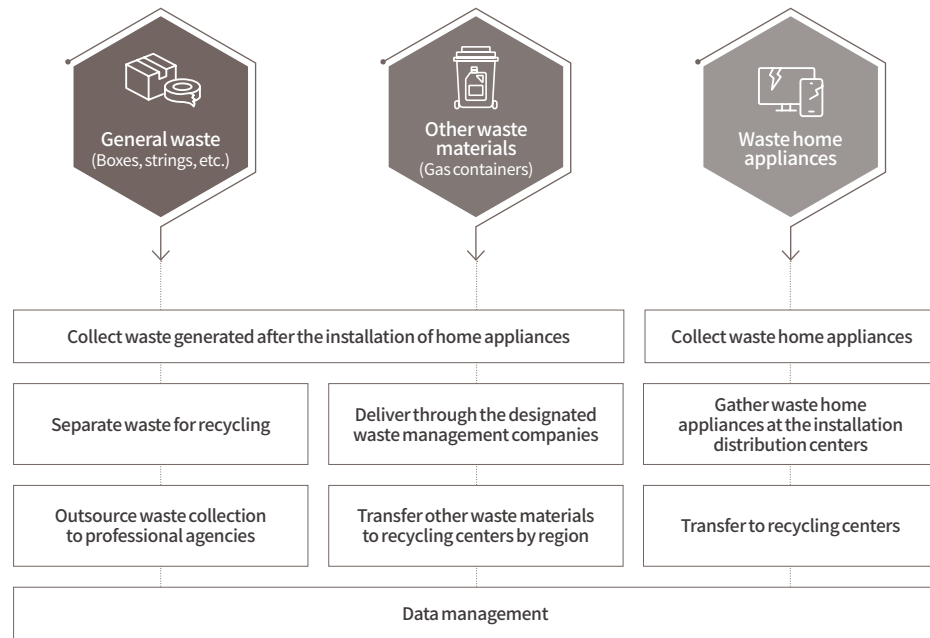 General waste
(Boxes, strings, etc.)
Other waste
materials
(Gas containers)
Waste home
appliances
Collect waste generated after the installation of home appliances
Collect waste home appliances
Separate waste for recycling
Deliver through the designated
waste management companies
Gather waste home
appliances at the installation
distribution centers
Outsource waste collection
to professional agencies
Transfer other waste materials
to recycling centers by region
Transfer to recycling centers
Data management